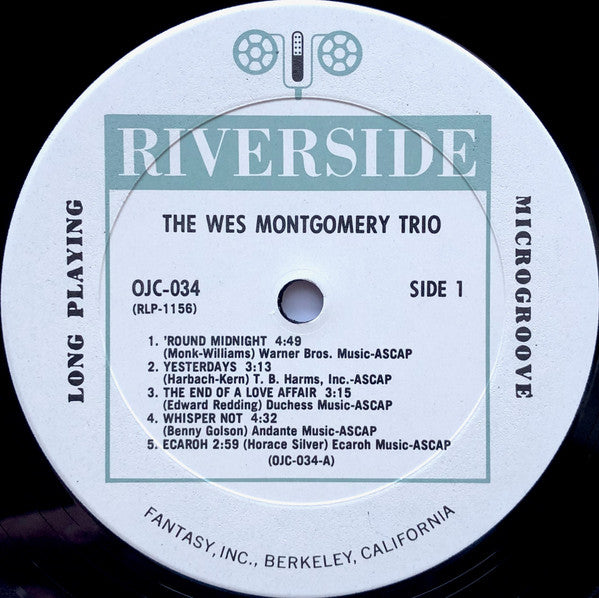 RIVERSIDE
THE WES MONTGOMERY TRIO
LONG PLAYING
MICROGROOVE
OJC-034
SIDE 1
(RLP-1156)
1. 'ROUND MIDNIGHT 4:49
(Monk-Williams) Warner Bros. Music-ASCAP
2. YESTERDAYS 3:13
(Harbach-Kern) T. B. Harms, Inc.-ASCAP
3. THE END OF A LOVE AFFAIR 3:15
(Edward Redding) Duchess Music-ASCAP
4. WHISPER NOT 4:32
(Benny Golson) Andante Music-ASCAP
5. ECAROH 2:59 (Horace Silver) Ecaroh Music-ASCAP
(OJC-034-A)
FANTASY, INC., BERKELEY, CALIFORNIA